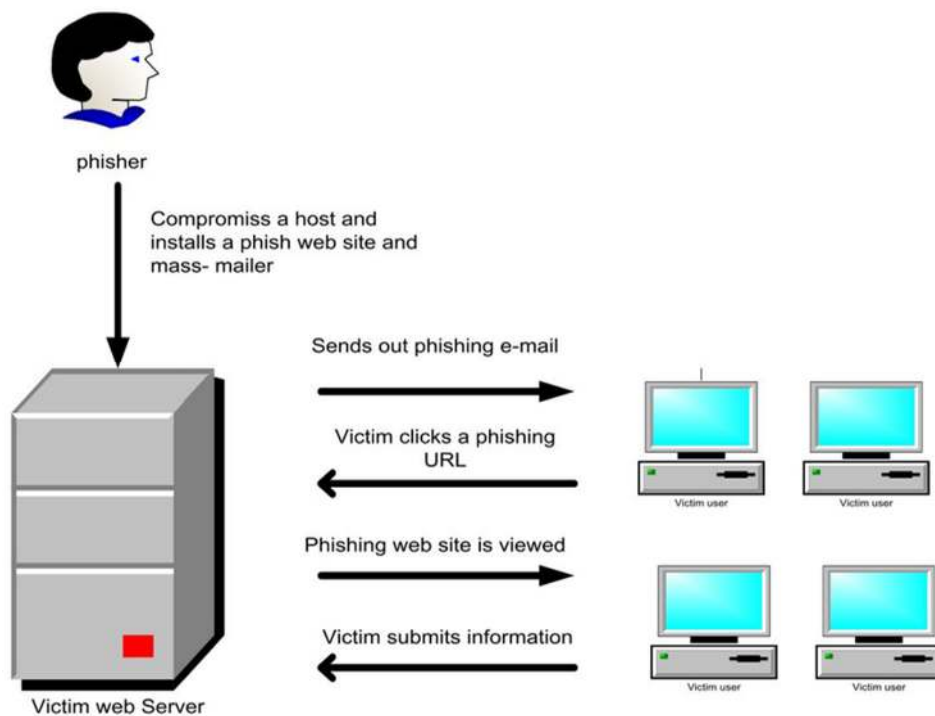 phisher
Compromiss a host and
installs a phish web site and
mass- mailer
Sends out phishing e-mail
Victim clicks a phishing
URL
Phishing web site is viewed
Victim submits information
Victim web Server
Victim user
Victim user
Victim user
Victim user